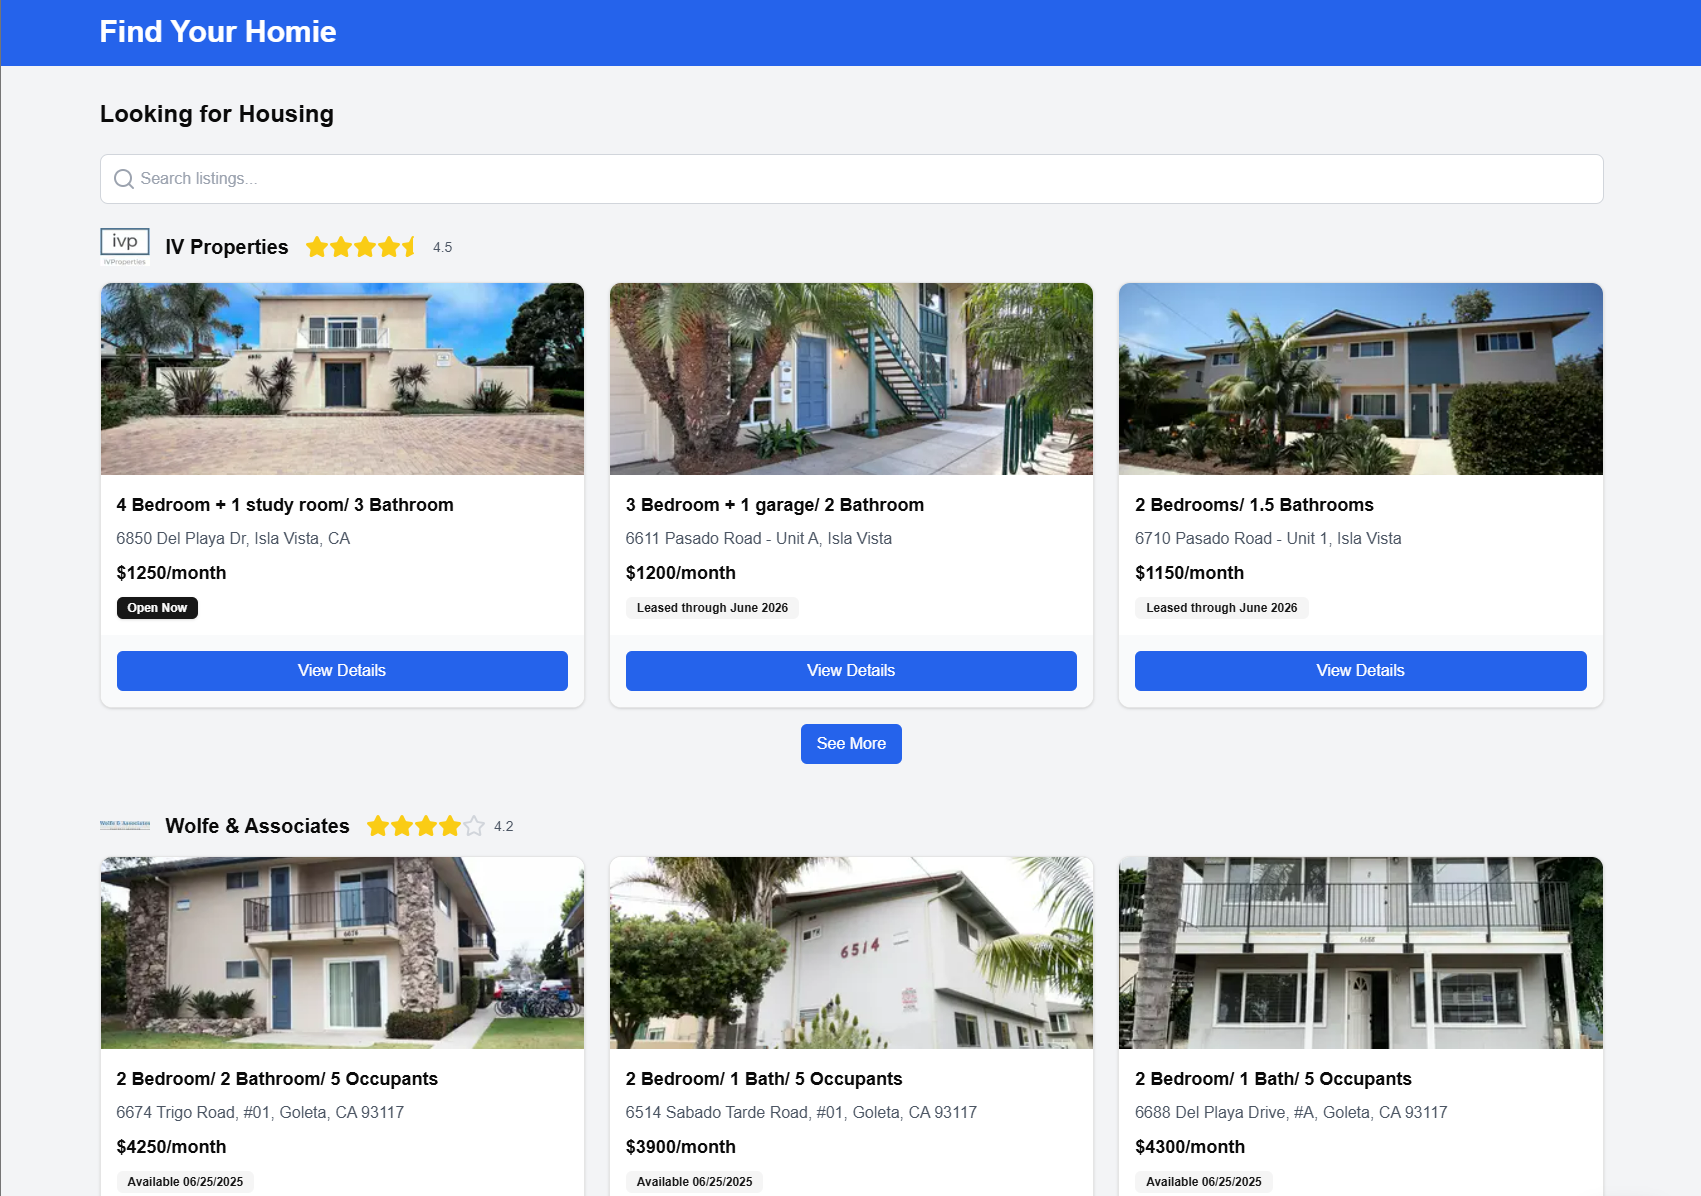 Find Your Homie
Looking for Housing
Search listings...
ivp
IVProperties
IV Properties
4.5
4 Bedroom + 1 study room/ 3 Bathroom
6850 Del Playa Dr, Isla Vista, CA
$1250/month
Open Now
View Details
3 Bedroom + 1 garage/ 2 Bathroom
6611 Pasado Road - Unit A, Isla Vista
$1200/month
Leased through June 2026
View Details
2 Bedrooms/ 1.5 Bathrooms
6710 Pasado Road - Unit 1, Isla Vista
$1150/month
Leased through June 2026
View Details
See More
Wolfe & Associates
Wolfe & Associates
4.2
6674
2 Bedroom/ 2 Bathroom/ 5 Occupants
6674 Trigo Road, #01, Goleta, CA 93117
$4250/month
Available 06/25/2025
6514
2 Bedroom/ 1 Bath/ 5 Occupants
6514 Sabado Tarde Road, #01, Goleta, CA 93117
$3900/month
Available 06/25/2025
6688
2 Bedroom/ 1 Bath/ 5 Occupants
6688 Del Playa Drive, #A, Goleta, CA 93117
$4300/month
Available 06/25/2025